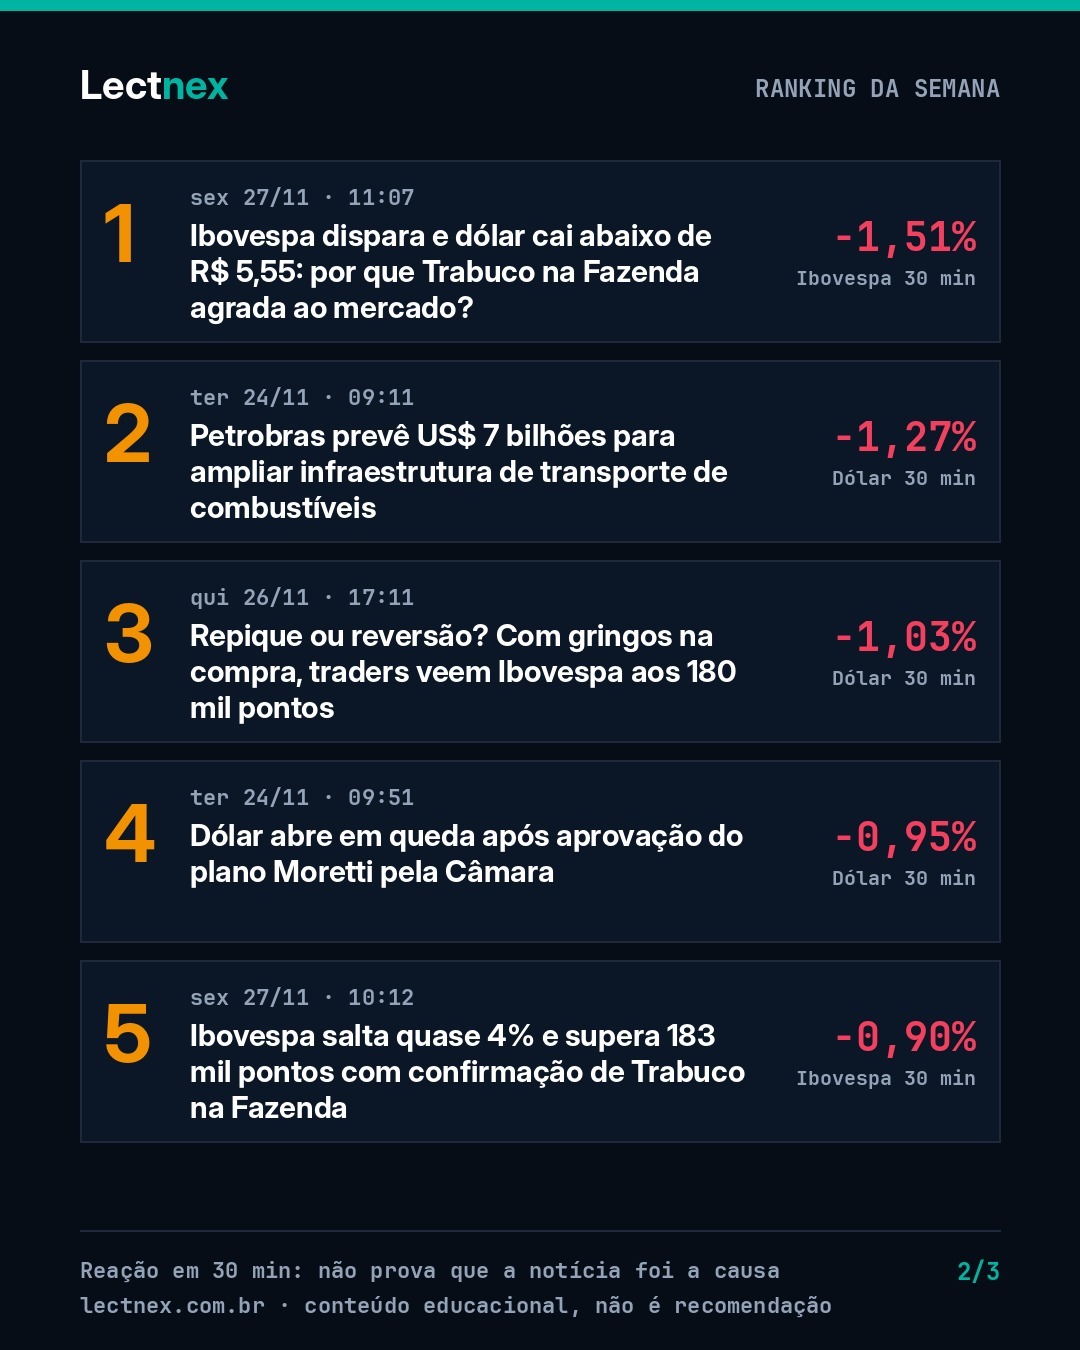 Lectnex
RANKING DA SEMANA
1
sex 27/11 · 11:07
Ibovespa dispara e dólar cai abaixo de
R$ 5,55: por que Trabuco na Fazenda
agrada ao mercado?
-1,51%
Ibovespa 30 min
2
ter 24/11 · 09:11
Petrobras prevê US$ 7 bilhões para
ampliar infraestrutura de transporte de
combustíveis
-1,27%
Dólar 30 min
3
qui 26/11 · 17:11
Repique ou reversão? Com gringos na
compra, traders veem Ibovespa aos 180
mil pontos
-1,03%
Dólar 30 min
4
ter 24/11 · 09:51
Dólar abre em queda após aprovação do
plano Moretti pela Câmara
-0,95%
Dólar 30 min
5
sex 27/11 · 10:12
Ibovespa salta quase 4% e supera 183
mil pontos com confirmação de Trabuco
na Fazenda
-0,90%
Ibovespa 30 min
Reação em 30 min: não prova que a notícia foi a causa
2/3
lectnex.com.br · conteúdo educacional, não é recomendação